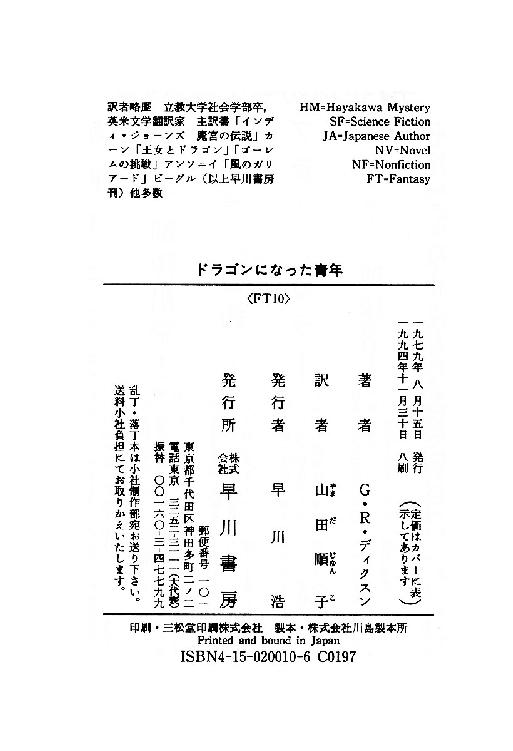 訳者略歴　立教大学社会学部卒,
英米文学翻訳家　主訳書「インデ
ィ・ジョーンズ　魔宮の伝説」カ
ーン「王女とドラゴン」「ゴーレ
ムの挑戦」アンソニイ「風のガリ
アード」ビーグル（以上早川書房
刊）他多数
HM=Hayakawa Mystery
SF=Science Fiction
JA=Japanese Author
NV=Novel
NF=Nonfiction
FT=Fantasy
ドラゴンになった青年
〈FT10〉
一九七九年八月十五日　発行
一九九四年十一月三十日　八刷
（定価はカバーに表
示してあります）
著者　G・R・ディクスン
訳者　山田順子
やまだじゅんこ
発行者　早川浩
発行所　株式会社　早川書房
郵便番号　一〇一
東京都千代田区神田多町二ノ二
電話東京　三二五二-三一一一（大代表）
振替　〇〇一六〇-三-四七七九九
乱丁・落丁本は小社制作部宛お送り下さい。
送料小社負担にてお取りかえいたします。
印刷・三松堂印刷株式会社　製本・株式会社川島製本所
Printed and bound in Japan
ISBN4-15-020010-6 C0197